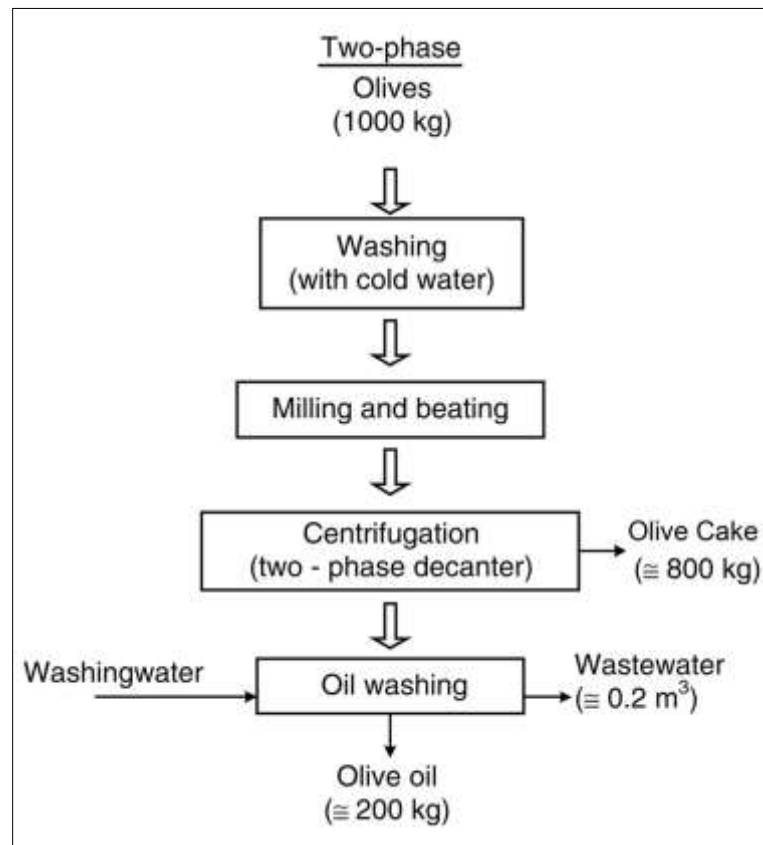 Two-phase
Olives
(1000 kg)
Washing
(with cold water)
Milling and beating
Centrifugation
(two - phase decanter)
Olive Cake
(≅ 800 kg)
Washingwater
Oil washing
Wastewater
(≅ 0.2 m³)
Olive oil
(≅ 200 kg)